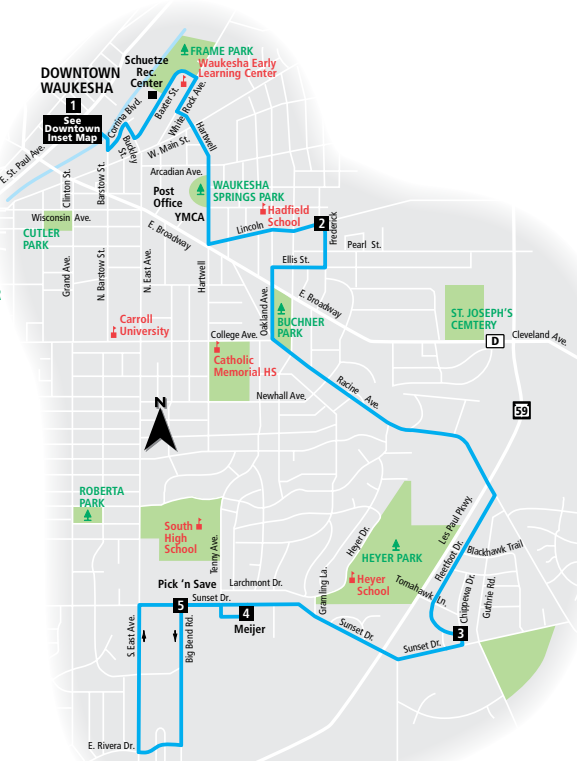 FRAME PARK
Schuetze
Rec.
Center
Waukesha Early
Learning Center
DOWNTOWN
WAUKESHA
1
See
Downtown
Inset Map
Cortina Blvd.
Baxter St.
White Rock Ave.
Buckley
St.
W. Main St.
Hartwell
E. St. Paul Ave.
Clinton St.
Barstow St.
Arcadian Ave.
Post
Office
WAUKESHA
SPRINGS PARK
YMCA
Hadfield
School
Lincoln
2
Frederick
Wisconsin Ave.
CUTLER
PARK
E. Broadway
Pearl St.
Ellis St.
Grand Ave.
N. Barstow St.
N. East Ave.
Hartwell
Oakland Ave.
E. Broadway
BUCHNER
PARK
ST. JOSEPH'S
CEMTERY
Carroll
University
College Ave.
D
Cleveland Ave.
Catholic
Memorial HS
Newhall Ave.
Racine Ave.
N
59
ROBERTA
PARK
South
High
School
Tenny Ave.
Heyer Dr.
HEYER PARK
Les Paul Pkwy.
Fleetfoot Dr.
Blackhawk Trail
Gramling La.
Heyer
School
Tomahawk Ln.
Chippewa Dr.
Guthrie Rd.
Pick 'n Save
Larchmont Dr.
5
Sunset Dr.
4
Meijer
Sunset Dr.
Sunset Dr.
3
S East Ave.
Big Bend Rd.
E. Rivera Dr.